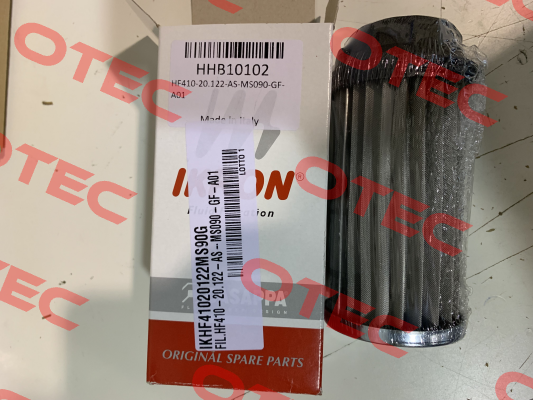 HHB10102
HF410-20.122-AS-MS090-GF-
A01
Made in Italy
®
ORIGINAL SPARE PARTS
LOTTO 1
IKHF41020122MS90G
FIL.HF410-20.122-AS-MS090-GF-A01
OTEC
OTEC
OTEC
OTEC
OTEC